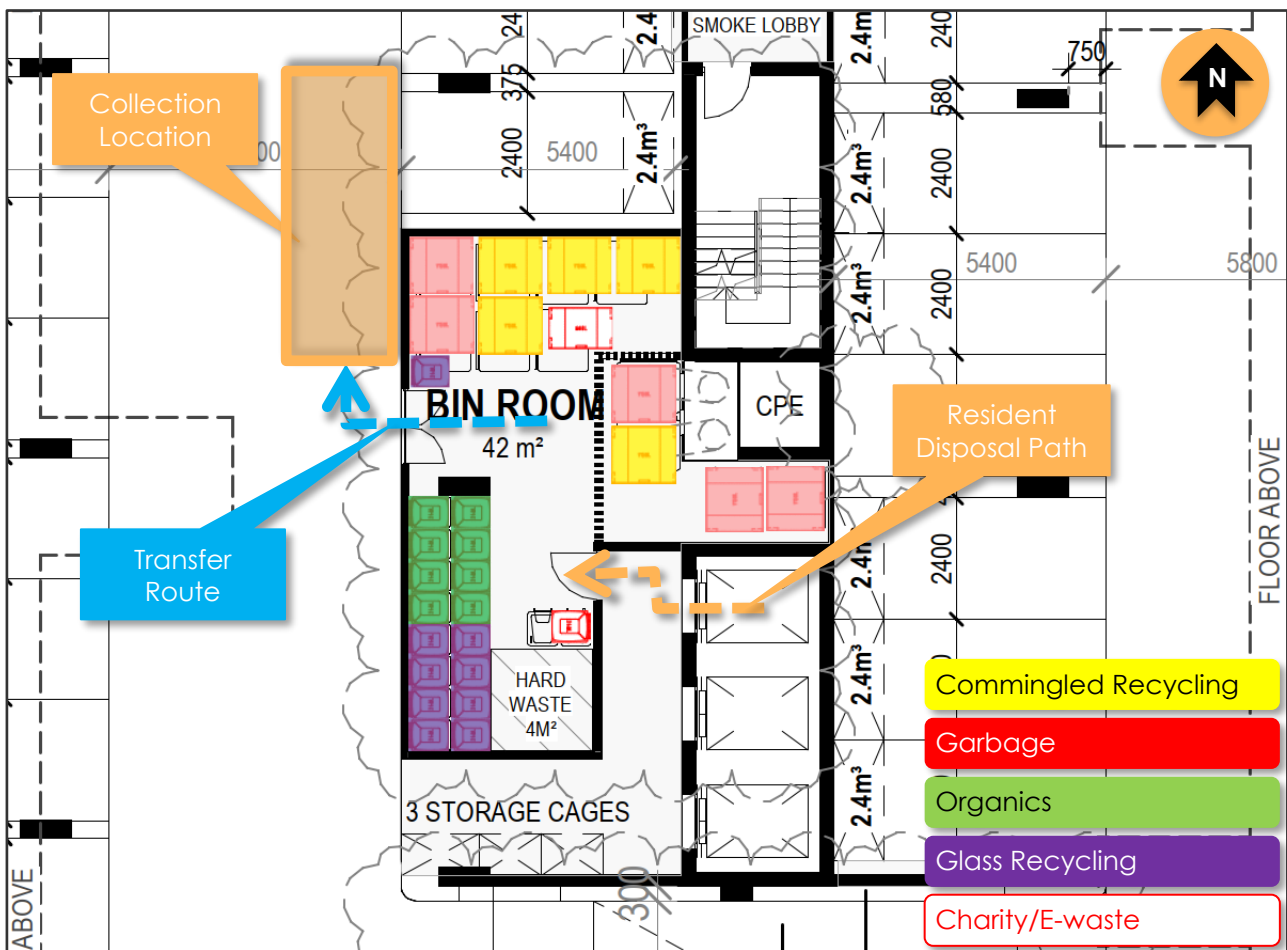 24
2.4
SMOKE LOBBY
2.4
240
750
N
Collection
Location
375
580
00
5400
2400
2.4m³
2.4m³
2400
5400
5800
2.4m³
2400
BIN ROOM
42 m²
CPE
Resident
Disposal Path
Transfer
Route
2400
FLOOR ABOVE
HARD
WASTE
4M²
2.4m³
2.4m³
3 STORAGE CAGES
300
ABOVE
Commingled Recycling
Garbage
Organics
Glass Recycling
Charity/E-waste